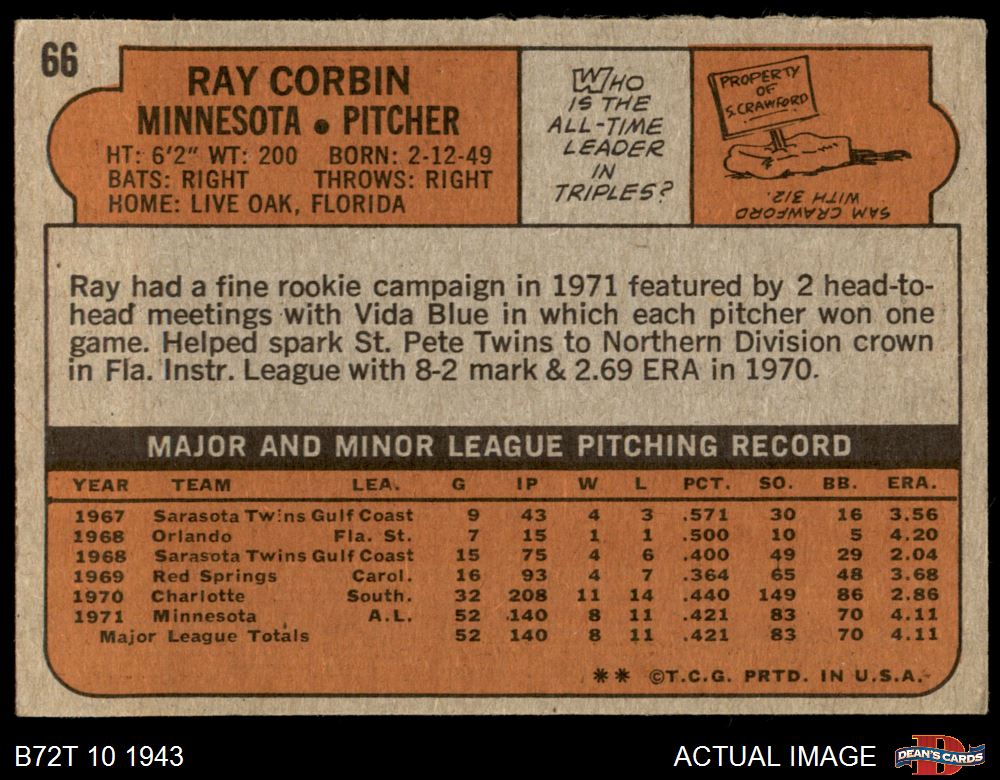 66
RAY CORBIN
MINNESOTA • PITCHER
HT: 6'2" WT: 200 BORN: 2-12-49
BATS: RIGHT THROWS: RIGHT
HOME: LIVE OAK, FLORIDA
WHO
IS THE
ALL-TIME
LEADER
IN
TRIPLES?
PROPERTY
OF
S. CRAWFORD
SAM CRAWFORD
WITH 312.
Ray had a fine rookie campaign in 1971 featured by 2 head-to-
head meetings with Vida Blue in which each pitcher won one
game. Helped spark St. Pete Twins to Northern Division crown
in Fla. Instr. League with 8-2 mark & 2.69 ERA in 1970.
MAJOR AND MINOR LEAGUE PITCHING RECORD
YEAR TEAM LEA. G IP W L PCT. SO. BB. ERA.
1967 Sarasota Twins Gulf Coast 9 43 4 3 .571 30 16 3.56
1968 Orlando Fla. St. 7 15 1 1 .500 10 5 4.20
1968 Sarasota Twins Gulf Coast 15 75 4 6 .400 49 29 2.04
1969 Red Springs Carol. 16 93 4 7 .364 65 48 3.68
1970 Charlotte South. 32 208 11 14 .440 149 86 2.86
1971 Minnesota A.L. 52 140 8 11 .421 83 70 4.11
Major League Totals 52 140 8 11 .421 83 70 4.11
** ©T.C.G. PRTD. IN U.S.A.
B72T 10 1943
ACTUAL IMAGE
DEAN'S CARDS